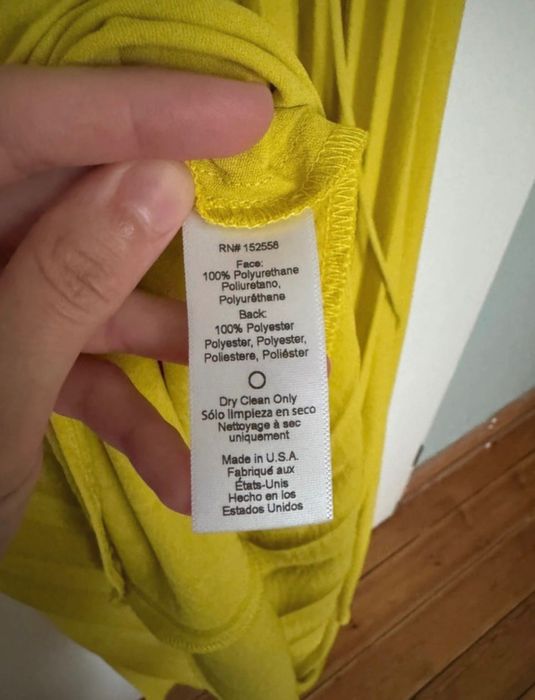 RN# 152558
Face:
100% Polyurethane
Poliuretano,
Polyuréthane
Back:
100% Polyester
Polyester, Polyester,
Poliestere, Poliéster
Dry Clean Only
Sólo limpieza en seco
Nettoyage à sec
uniquement
Made in U.S.A.
Fabriqué aux
États-Unis
Hecho en los
Estados Unidos